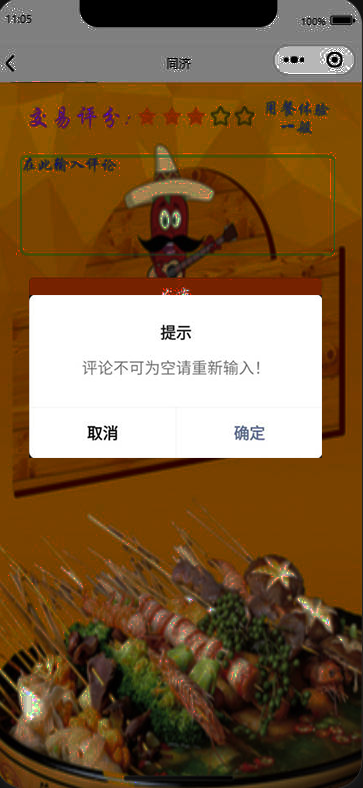 11:05
100%
同济
交易评分:
用餐体验
一般
在此输入评论
提示
评论不可为空请重新输入！
取消
确定